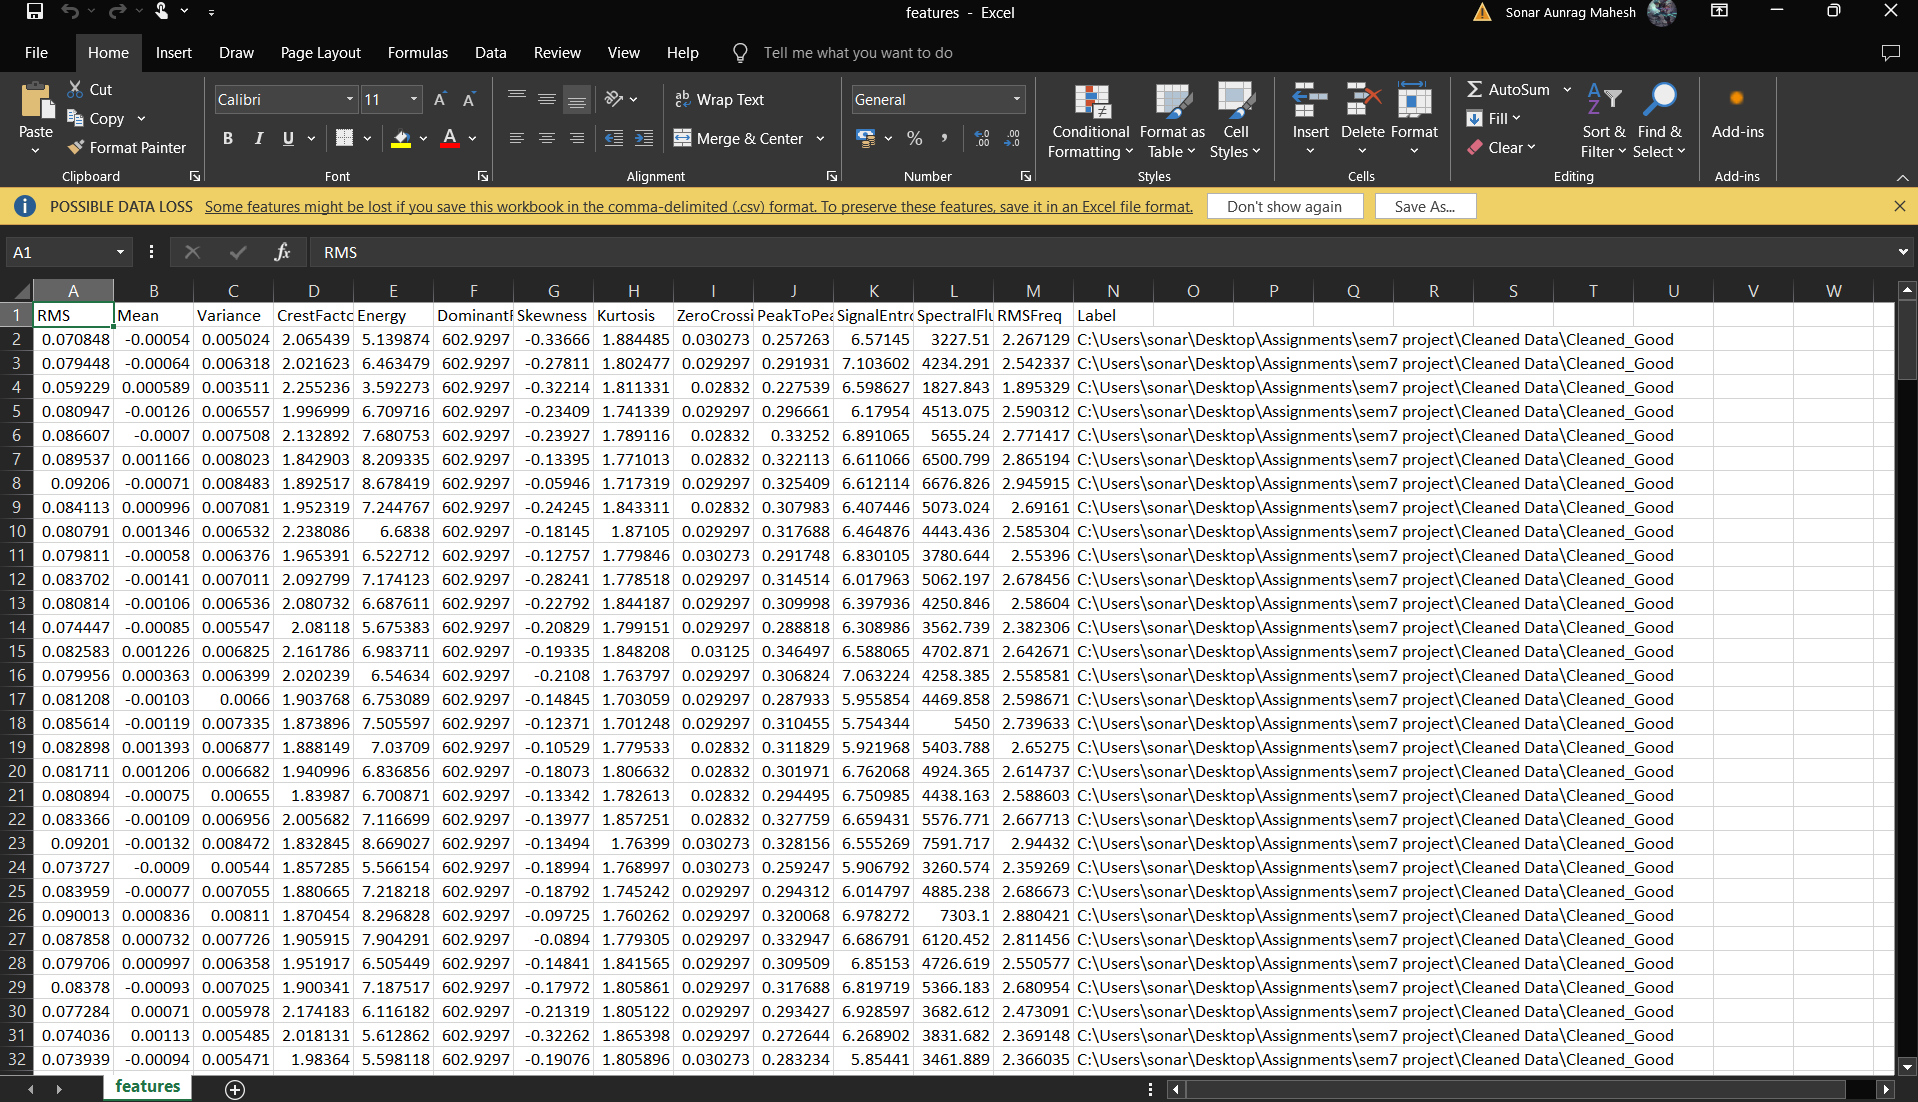 features - Excel
Sonar Aunrag Mahesh
File Home Insert Draw Page Layout Formulas Data Review View Help Tell me what you want to do
Paste
Cut
Copy
Format Painter
Clipboard
Calibri 11
B I U
Font
Wrap Text
Merge & Center
Alignment
General
Number
Conditional Formatting
Format as Table
Cell Styles
Styles
Insert Delete Format
Cells
AutoSum
Fill
Clear
Sort & Filter
Find & Select
Editing
Add-ins
Add-ins
POSSIBLE DATA LOSS Some features might be lost if you save this workbook in the comma-delimited (.csv) format. To preserve these features, save it in an Excel file format. Don't show again Save As...
A1 fx RMS
A B C D E F G H I J K L M N O P Q R S T U V W
1 RMS Mean Variance CrestFacto Energy DominantF Skewness Kurtosis ZeroCrossi PeakToPea SignalEntro SpectralFlu RMSFreq Label
2 0.070848 -0.00054 0.005024 2.065439 5.139874 602.9297 -0.33666 1.884485 0.030273 0.257263 6.57145 3227.51 2.267129 C:\Users\sonar\Desktop\Assignments\sem7 project\Cleaned Data\Cleaned_Good
3 0.079448 -0.00064 0.006318 2.021623 6.463479 602.9297 -0.27811 1.802477 0.029297 0.291931 7.103602 4234.291 2.542337 C:\Users\sonar\Desktop\Assignments\sem7 project\Cleaned Data\Cleaned_Good
4 0.059229 0.000589 0.003511 2.255236 3.592273 602.9297 -0.32214 1.811331 0.02832 0.227539 6.598627 1827.843 1.895329 C:\Users\sonar\Desktop\Assignments\sem7 project\Cleaned Data\Cleaned_Good
5 0.080947 -0.00126 0.006557 1.996999 6.709716 602.9297 -0.23409 1.741339 0.029297 0.296661 6.17954 4513.075 2.590312 C:\Users\sonar\Desktop\Assignments\sem7 project\Cleaned Data\Cleaned_Good
6 0.086607 -0.0007 0.007508 2.132892 7.680753 602.9297 -0.23927 1.789116 0.02832 0.33252 6.891065 5655.24 2.771417 C:\Users\sonar\Desktop\Assignments\sem7 project\Cleaned Data\Cleaned_Good
7 0.089537 0.001166 0.008023 1.842903 8.209335 602.9297 -0.13395 1.771013 0.02832 0.322113 6.611066 6500.799 2.865194 C:\Users\sonar\Desktop\Assignments\sem7 project\Cleaned Data\Cleaned_Good
8 0.09206 -0.00071 0.008483 1.892517 8.678419 602.9297 -0.05946 1.717319 0.029297 0.325409 6.612114 6676.826 2.945915 C:\Users\sonar\Desktop\Assignments\sem7 project\Cleaned Data\Cleaned_Good
9 0.084113 0.000996 0.007081 1.952319 7.244767 602.9297 -0.24245 1.843311 0.02832 0.307983 6.407446 5073.024 2.69161 C:\Users\sonar\Desktop\Assignments\sem7 project\Cleaned Data\Cleaned_Good
10 0.080791 0.001346 0.006532 2.238086 6.6838 602.9297 -0.18145 1.87105 0.029297 0.317688 6.464876 4443.436 2.585304 C:\Users\sonar\Desktop\Assignments\sem7 project\Cleaned Data\Cleaned_Good
11 0.079811 -0.00058 0.006376 1.965391 6.522712 602.9297 -0.12757 1.779846 0.030273 0.291748 6.830105 3780.644 2.55396 C:\Users\sonar\Desktop\Assignments\sem7 project\Cleaned Data\Cleaned_Good
12 0.083702 -0.00141 0.007011 2.092799 7.174123 602.9297 -0.28241 1.778518 0.029297 0.314514 6.017963 5062.197 2.678456 C:\Users\sonar\Desktop\Assignments\sem7 project\Cleaned Data\Cleaned_Good
13 0.080814 -0.00106 0.006536 2.080732 6.687611 602.9297 -0.22792 1.844187 0.029297 0.309998 6.397936 4250.846 2.58604 C:\Users\sonar\Desktop\Assignments\sem7 project\Cleaned Data\Cleaned_Good
14 0.074447 -0.00085 0.005547 2.08118 5.675383 602.9297 -0.20829 1.799151 0.029297 0.288818 6.308986 3562.739 2.382306 C:\Users\sonar\Desktop\Assignments\sem7 project\Cleaned Data\Cleaned_Good
15 0.082583 0.001226 0.006825 2.161786 6.983711 602.9297 -0.19335 1.848208 0.03125 0.346497 6.588065 4702.871 2.642671 C:\Users\sonar\Desktop\Assignments\sem7 project\Cleaned Data\Cleaned_Good
16 0.079956 0.000363 0.006399 2.020239 6.54634 602.9297 -0.2108 1.763797 0.029297 0.306824 7.063224 4258.385 2.558581 C:\Users\sonar\Desktop\Assignments\sem7 project\Cleaned Data\Cleaned_Good
17 0.081208 -0.00103 0.0066 1.903768 6.753089 602.9297 -0.14845 1.703059 0.029297 0.287933 5.955854 4469.858 2.598671 C:\Users\sonar\Desktop\Assignments\sem7 project\Cleaned Data\Cleaned_Good
18 0.085614 -0.00119 0.007335 1.873896 7.505597 602.9297 -0.12371 1.701248 0.029297 0.310455 5.754344 5450 2.739633 C:\Users\sonar\Desktop\Assignments\sem7 project\Cleaned Data\Cleaned_Good
19 0.082898 0.001393 0.006877 1.888149 7.03709 602.9297 -0.10529 1.779533 0.02832 0.311829 5.921968 5403.788 2.65275 C:\Users\sonar\Desktop\Assignments\sem7 project\Cleaned Data\Cleaned_Good
20 0.081711 0.001206 0.006682 1.940996 6.836856 602.9297 -0.18073 1.806632 0.02832 0.301971 6.762068 4924.365 2.614737 C:\Users\sonar\Desktop\Assignments\sem7 project\Cleaned Data\Cleaned_Good
21 0.080894 -0.00075 0.00655 1.83987 6.700871 602.9297 -0.13342 1.782613 0.02832 0.294495 6.750985 4438.163 2.588603 C:\Users\sonar\Desktop\Assignments\sem7 project\Cleaned Data\Cleaned_Good
22 0.083366 -0.00109 0.006956 2.005682 7.116699 602.9297 -0.13977 1.857251 0.02832 0.327759 6.659431 5576.771 2.667713 C:\Users\sonar\Desktop\Assignments\sem7 project\Cleaned Data\Cleaned_Good
23 0.09201 -0.00132 0.008472 1.832845 8.669027 602.9297 -0.13494 1.76399 0.030273 0.328156 6.555269 7591.717 2.94432 C:\Users\sonar\Desktop\Assignments\sem7 project\Cleaned Data\Cleaned_Good
24 0.073727 -0.0009 0.00544 1.857285 5.566154 602.9297 -0.18994 1.768997 0.030273 0.259247 5.906792 3260.574 2.359269 C:\Users\sonar\Desktop\Assignments\sem7 project\Cleaned Data\Cleaned_Good
25 0.083959 -0.00077 0.007055 1.880665 7.218218 602.9297 -0.18792 1.745242 0.029297 0.294312 6.014797 4885.238 2.686673 C:\Users\sonar\Desktop\Assignments\sem7 project\Cleaned Data\Cleaned_Good
26 0.090013 0.000836 0.00811 1.870454 8.296828 602.9297 -0.09725 1.760262 0.029297 0.320068 6.978272 7303.1 2.880421 C:\Users\sonar\Desktop\Assignments\sem7 project\Cleaned Data\Cleaned_Good
27 0.087858 0.000732 0.007726 1.905915 7.904291 602.9297 -0.0894 1.779305 0.029297 0.332947 6.686791 6120.452 2.811456 C:\Users\sonar\Desktop\Assignments\sem7 project\Cleaned Data\Cleaned_Good
28 0.079706 0.000997 0.006358 1.951917 6.505449 602.9297 -0.14841 1.841565 0.029297 0.309509 6.85153 4726.619 2.550577 C:\Users\sonar\Desktop\Assignments\sem7 project\Cleaned Data\Cleaned_Good
29 0.08378 -0.00093 0.007025 1.900341 7.187517 602.9297 -0.17972 1.805861 0.029297 0.317688 6.819719 5366.183 2.680954 C:\Users\sonar\Desktop\Assignments\sem7 project\Cleaned Data\Cleaned_Good
30 0.077284 0.00071 0.005978 2.174183 6.116182 602.9297 -0.21319 1.805122 0.029297 0.293427 6.928597 3682.612 2.473091 C:\Users\sonar\Desktop\Assignments\sem7 project\Cleaned Data\Cleaned_Good
31 0.074036 0.00113 0.005485 2.018131 5.612862 602.9297 -0.32262 1.865398 0.029297 0.272644 6.268902 3831.682 2.369148 C:\Users\sonar\Desktop\Assignments\sem7 project\Cleaned Data\Cleaned_Good
32 0.073939 -0.00094 0.005471 1.98364 5.598118 602.9297 -0.19076 1.805896 0.030273 0.283234 5.85441 3461.889 2.366035 C:\Users\sonar\Desktop\Assignments\sem7 project\Cleaned Data\Cleaned_Good
features